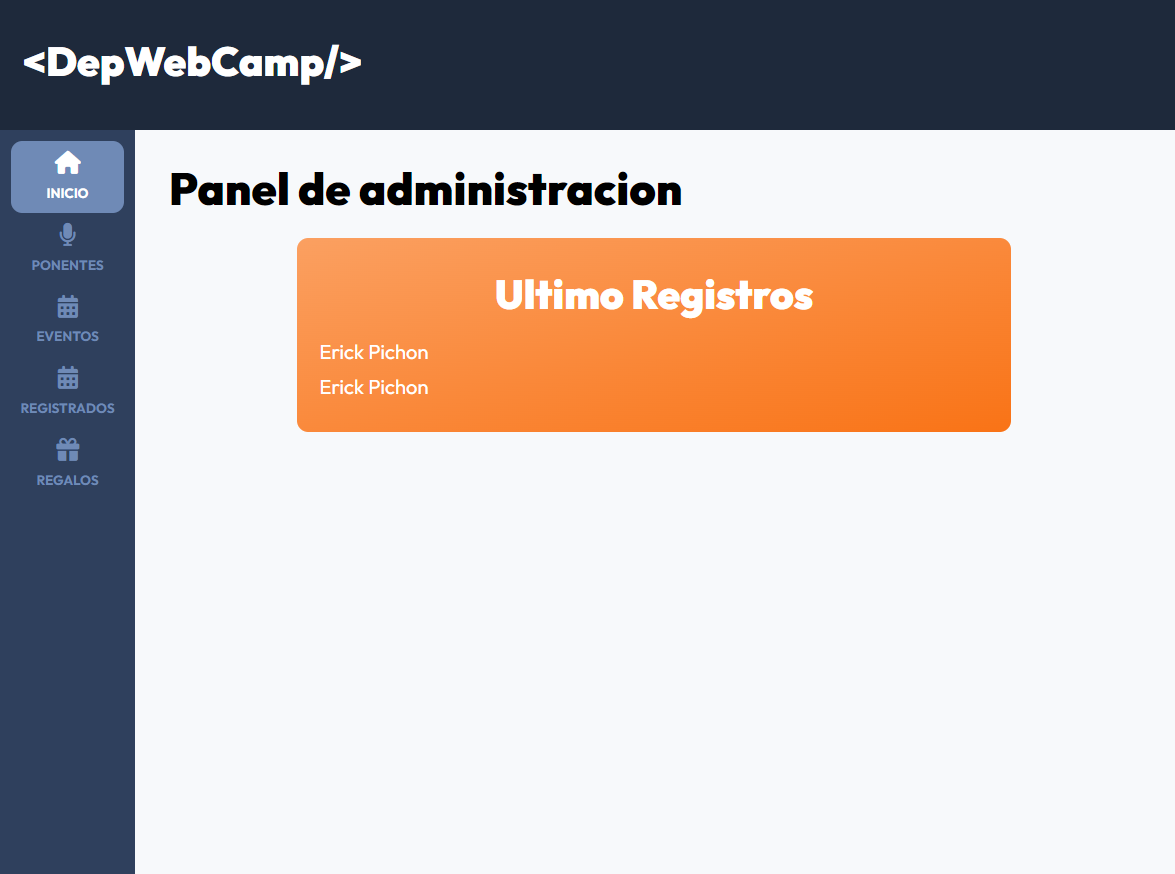 <DepWebCamp/>
INICIO
PONENTES
EVENTOS
REGISTRADOS
REGALOS
Panel de administracion
Ultimo Registros
Erick Pichon
Erick Pichon